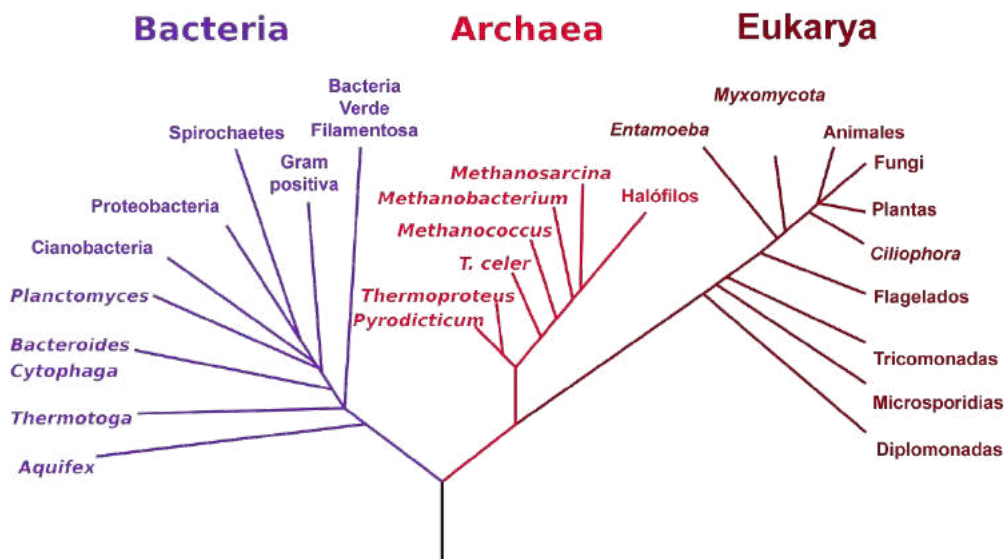 Bacteria
Archaea
Eukarya
Bacteria
Verde
Filamentosa
Spirochaetes
Gram
positiva
Proteobacteria
Cianobacteria
Planctomyces
Bacteroides
Cytophaga
Thermotoga
Aquifex
Methanosarcina
Methanobacterium
Halófilos
Methanococcus
T. celer
Thermoproteus
Pyrodicticum
Myxomycota
Entamoeba
Animales
Fungi
Plantas
Ciliophora
Flagelados
Tricomonadas
Microsporidias
Diplomonadas